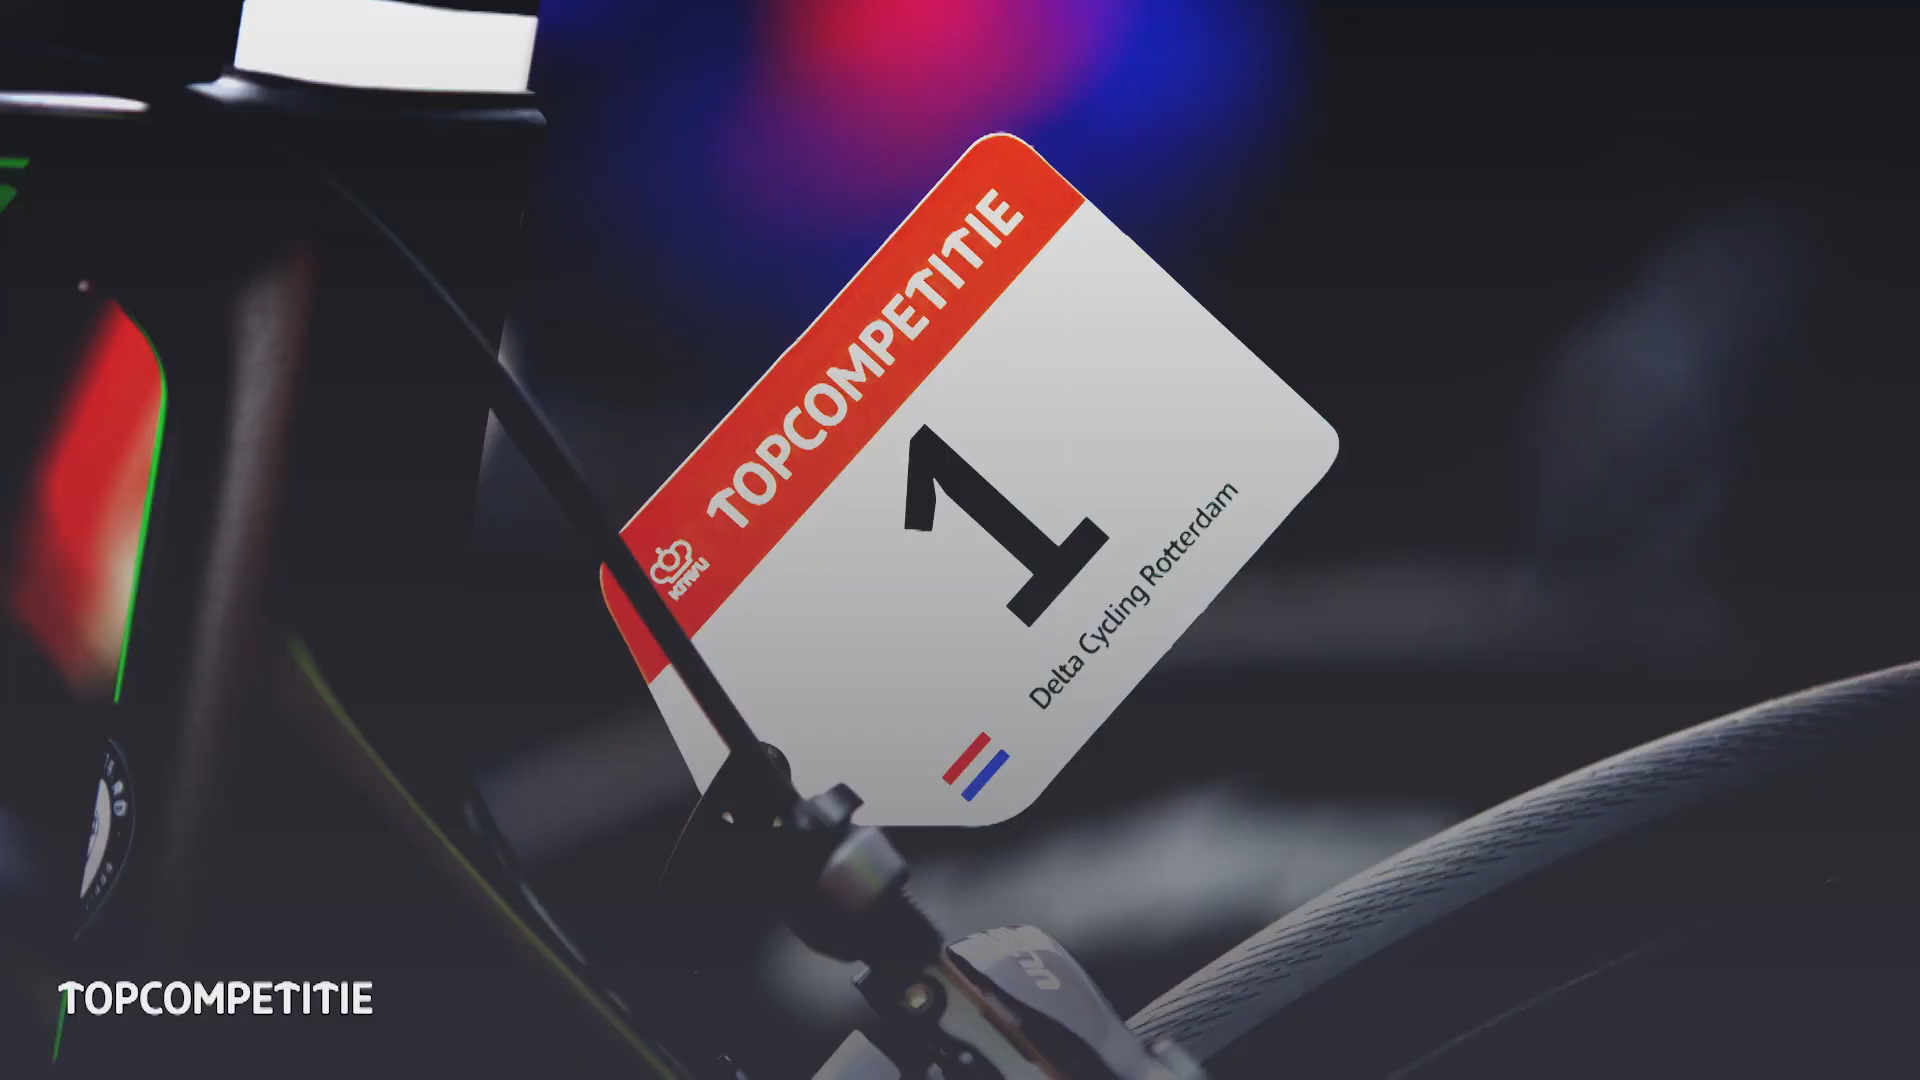 TOPCOMPETITIE
KNWU
1
Delta Cycling Rotterdam
TOPCOMPETITIE